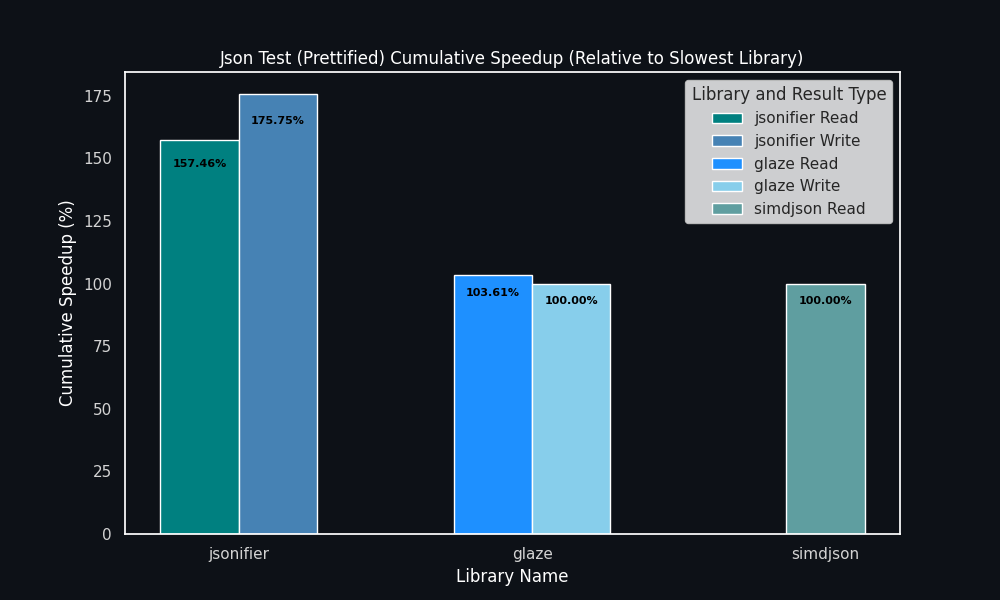 Json Test (Prettified) Cumulative Speedup (Relative to Slowest Library)
Library and Result Type
jsonifier Read
jsonifier Write
glaze Read
glaze Write
simdjson Read
Cumulative Speedup (%)
175
150
125
100
75
50
25
0
157.46%
175.75%
103.61%
100.00%
100.00%
jsonifier
glaze
simdjson
Library Name